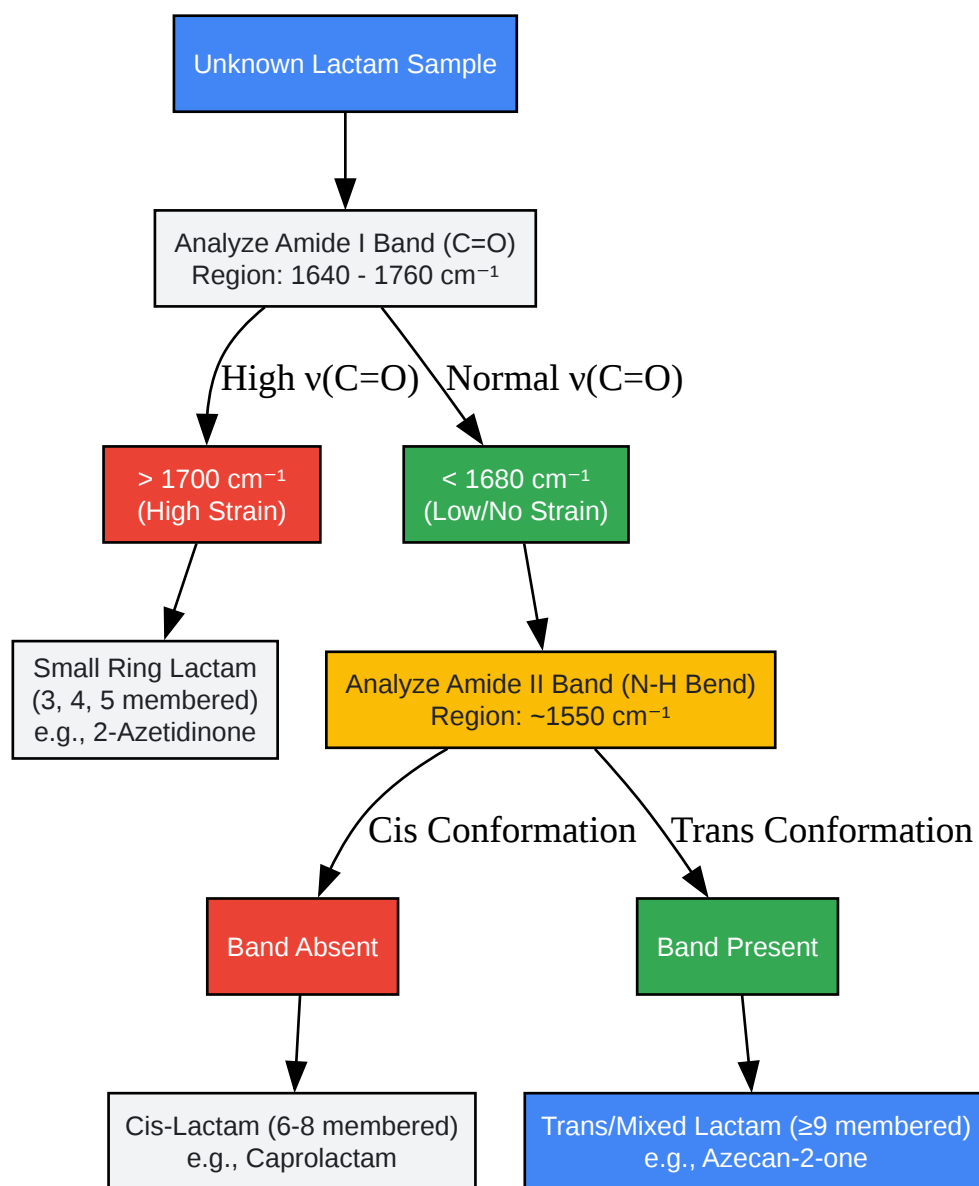 Unknown Lactam Sample
Analyze Amide I Band (C=O)
Region: 1640 - 1760 cm⁻¹
High ν(C=O)
Normal ν(C=O)
> 1700 cm⁻¹
(High Strain)
< 1680 cm⁻¹
(Low/No Strain)
Small Ring Lactam
(3, 4, 5 membered)
e.g., 2-Azetidinone
Analyze Amide II Band (N-H Bend)
Region: ~1550 cm⁻¹
Cis Conformation
Trans Conformation
Band Absent
Band Present
Cis-Lactam (6-8 membered)
e.g., Caprolactam
Trans/Mixed Lactam (≥9 membered)
e.g., Azecan-2-one